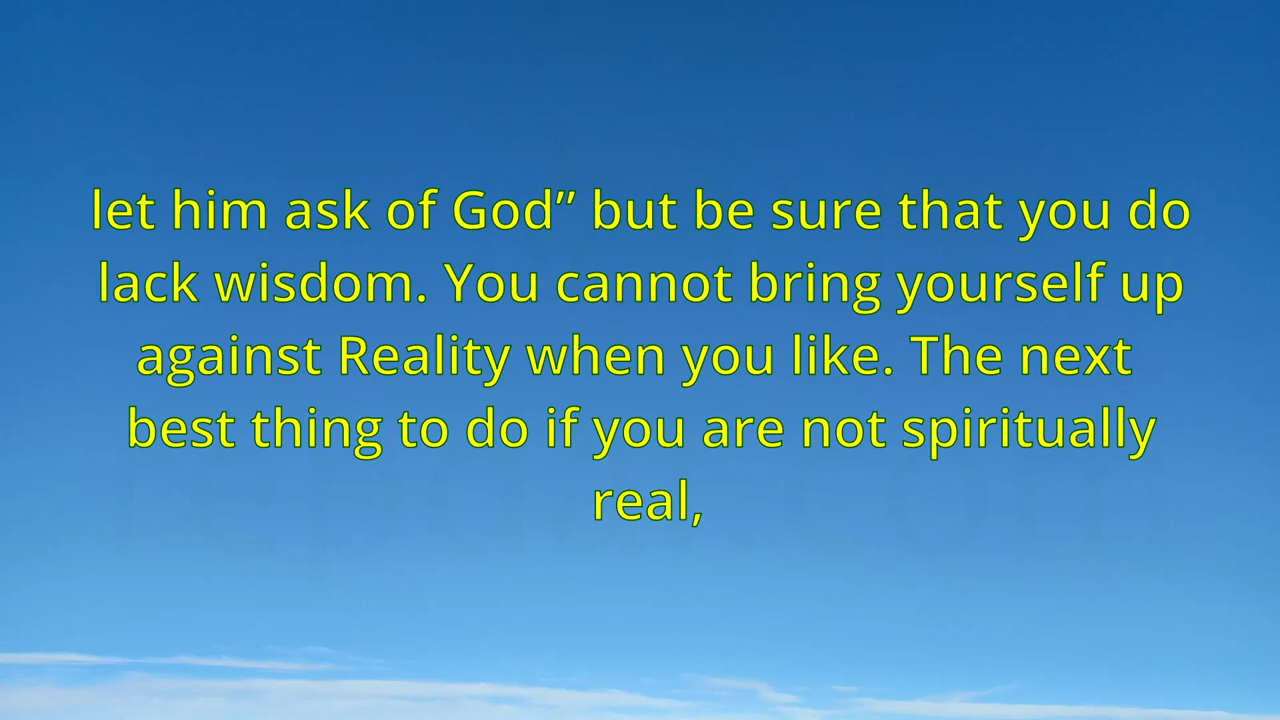 let him ask of God” but be sure that you do
lack wisdom. You cannot bring yourself up
against Reality when you like. The next
best thing to do if you are not spiritually
real,